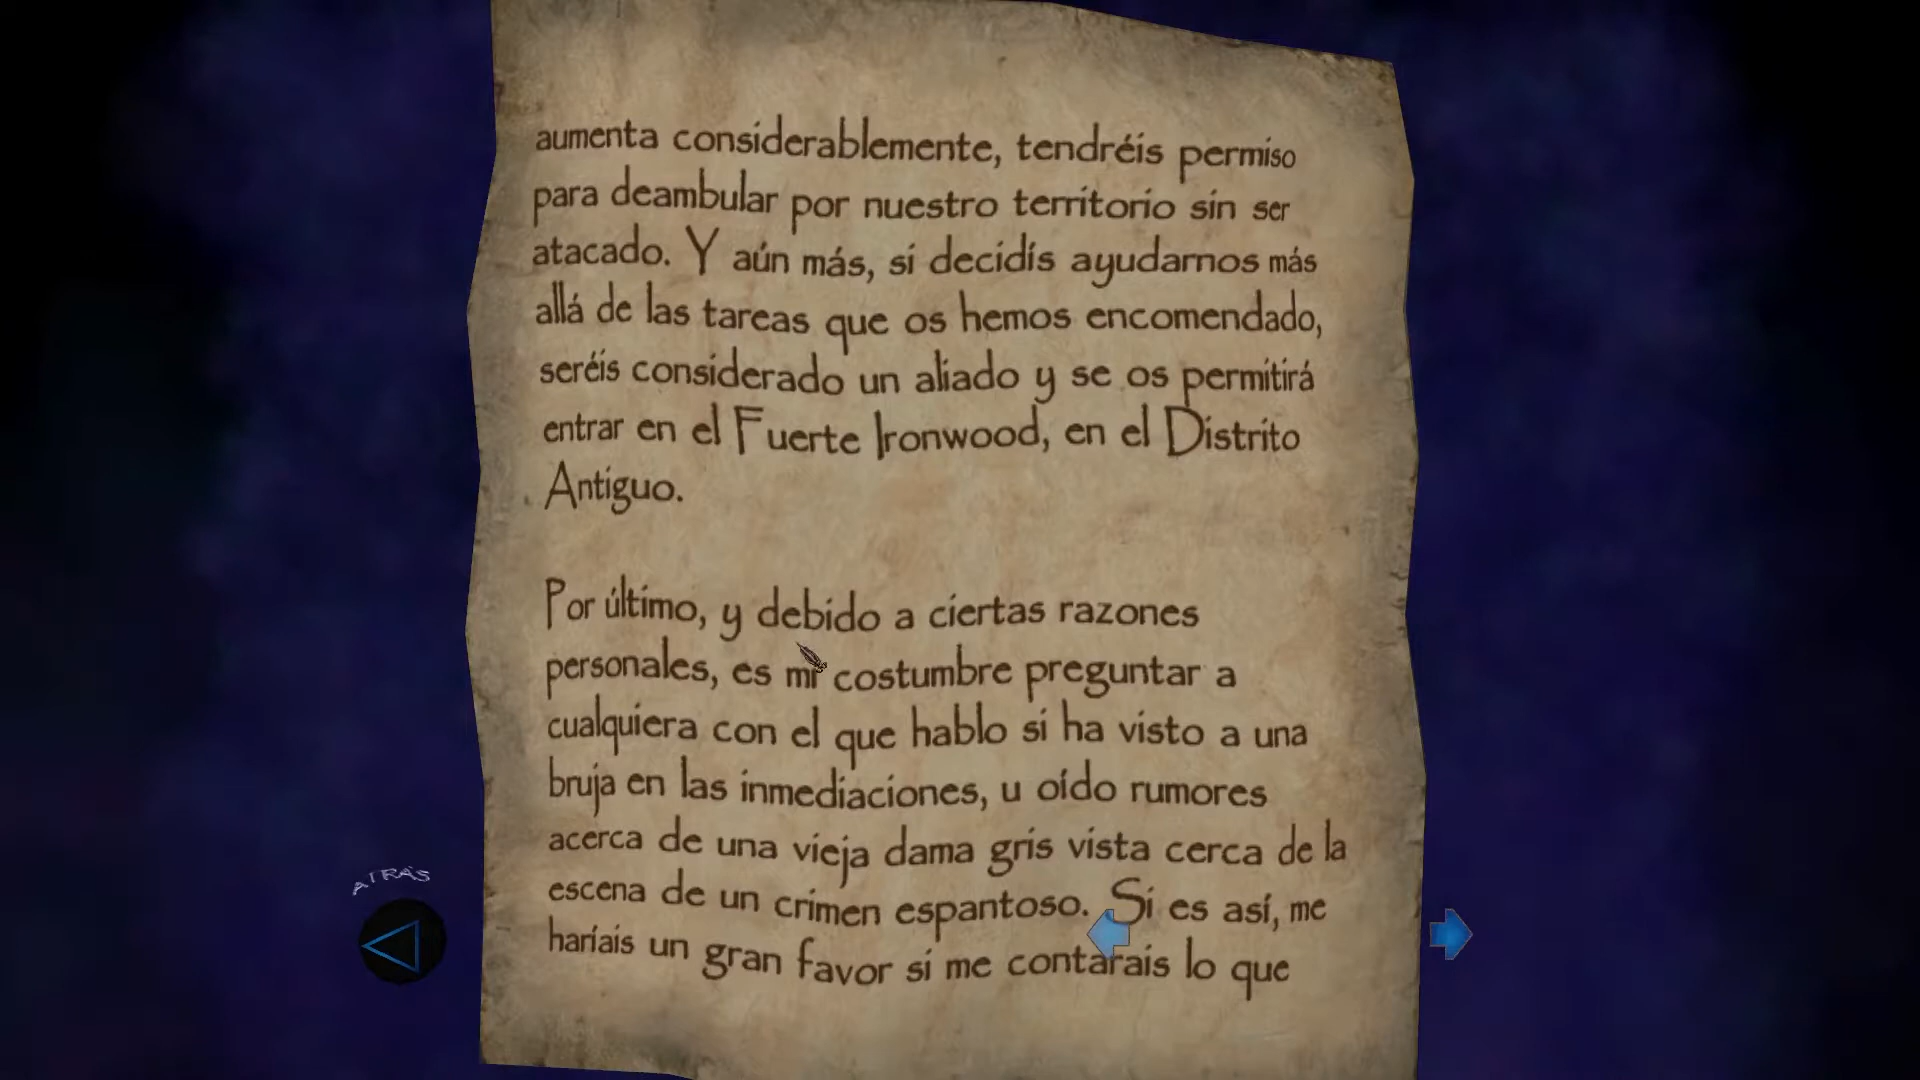 aumenta considerablemente, tendréis permiso
para deambular por nuestro territorio sin ser
atacado. Y aún más, si decidís ayudarnos más
allá de las tareas que os hemos encomendado,
seréis considerado un aliado y se os permitirá
entrar en el Fuerte Ironwood, en el Distrito
Antiguo.
Por último, y debido a ciertas razones
personales, es mi costumbre preguntar a
cualquiera con el que hablo si ha visto a una
bruja en las inmediaciones, u oído rumores
acerca de una vieja dama gris vista cerca de la
escena de un crimen espantoso. Si es así, me
haríais un gran favor si me contarais lo que
ATRÁS